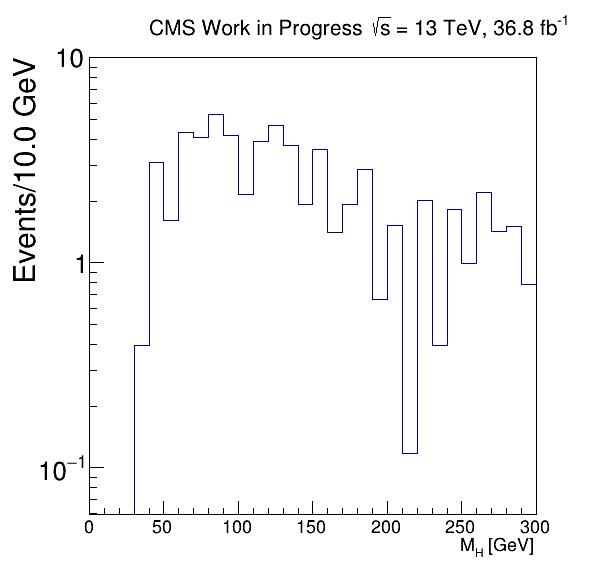 CMS Work in Progress √s = 13 TeV, 36.8 fb⁻¹
Events/10.0 GeV
10
1
10⁻¹
0 50 100 150 200 250 300
M_H [GeV]